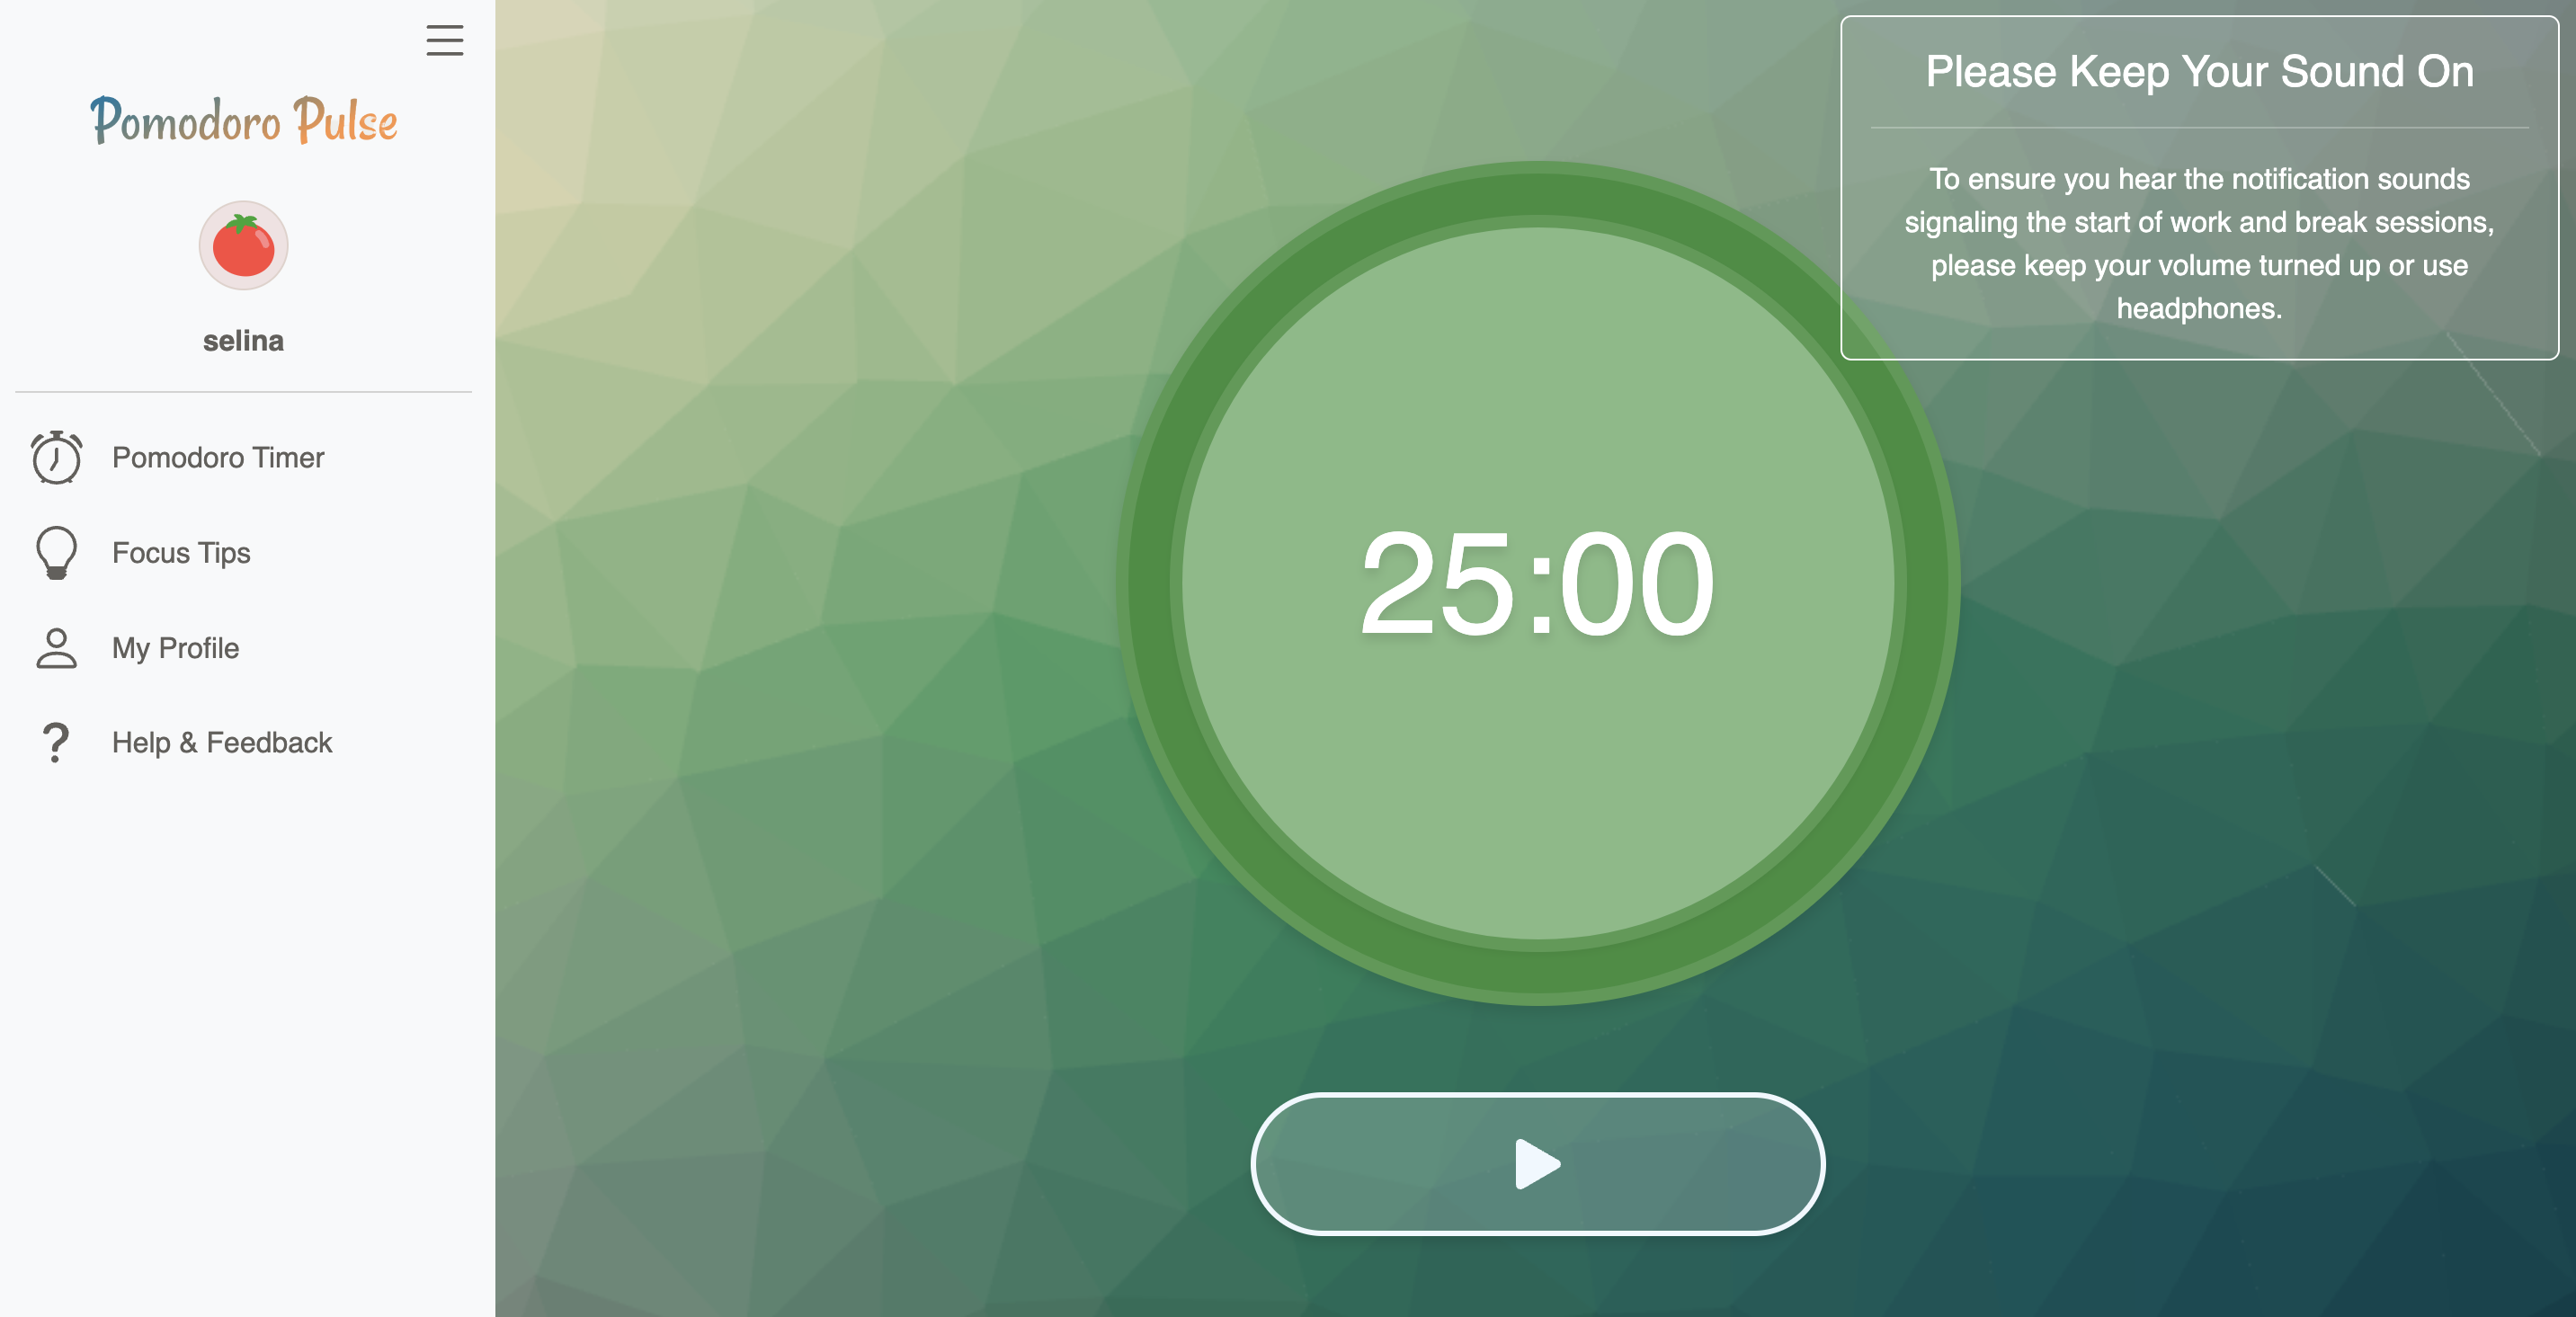 Pomodoro Pulse
selina
Pomodoro Timer
Focus Tips
My Profile
Help & Feedback
Please Keep Your Sound On
To ensure you hear the notification sounds
signaling the start of work and break sessions,
please keep your volume turned up or use
headphones.
25:00